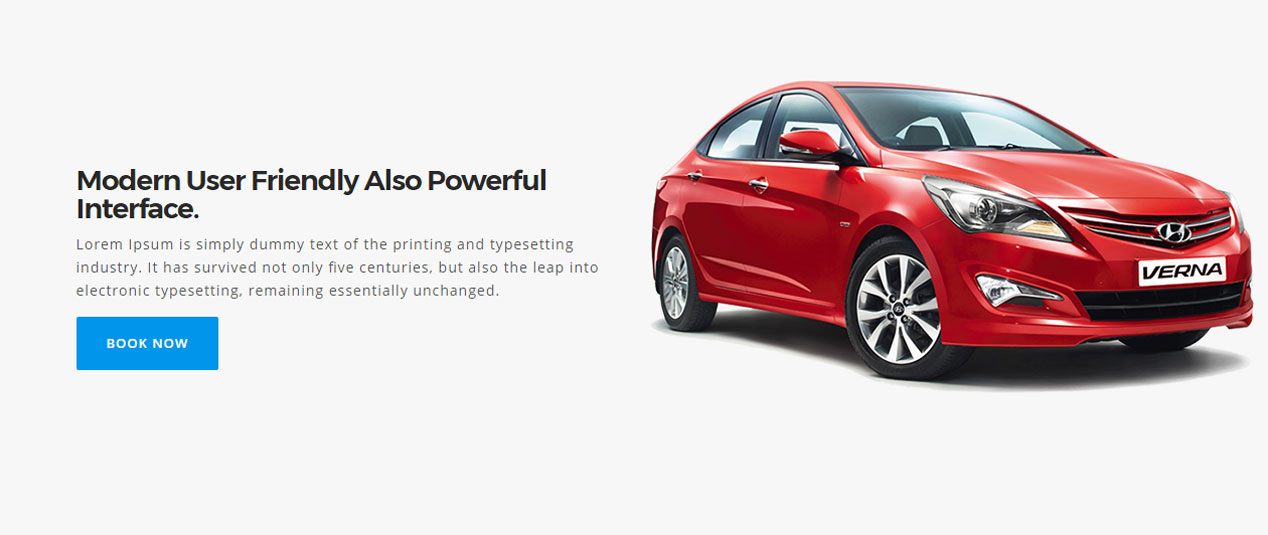 Modern User Friendly Also Powerful
Interface.
Lorem Ipsum is simply dummy text of the printing and typesetting
industry. It has survived not only five centuries, but also the leap into
electronic typesetting, remaining essentially unchanged.
BOOK NOW
VERNA